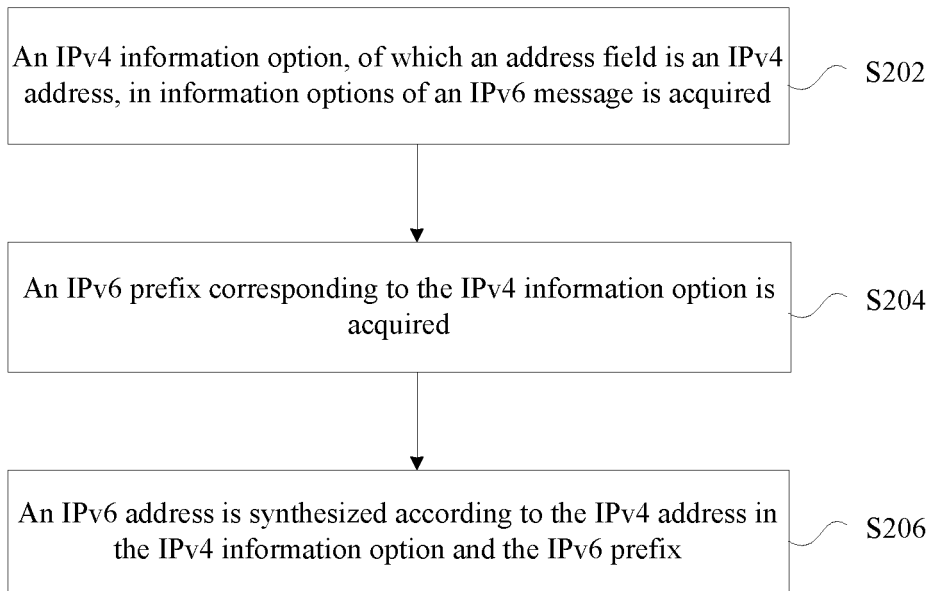 An IPv4 information option, of which an address field is an IPv4
address, in information options of an IPv6 message is acquired
S202
An IPv6 prefix corresponding to the IPv4 information option is
acquired
S204
An IPv6 address is synthesized according to the IPv4 address in
the IPv4 information option and the IPv6 prefix
S206